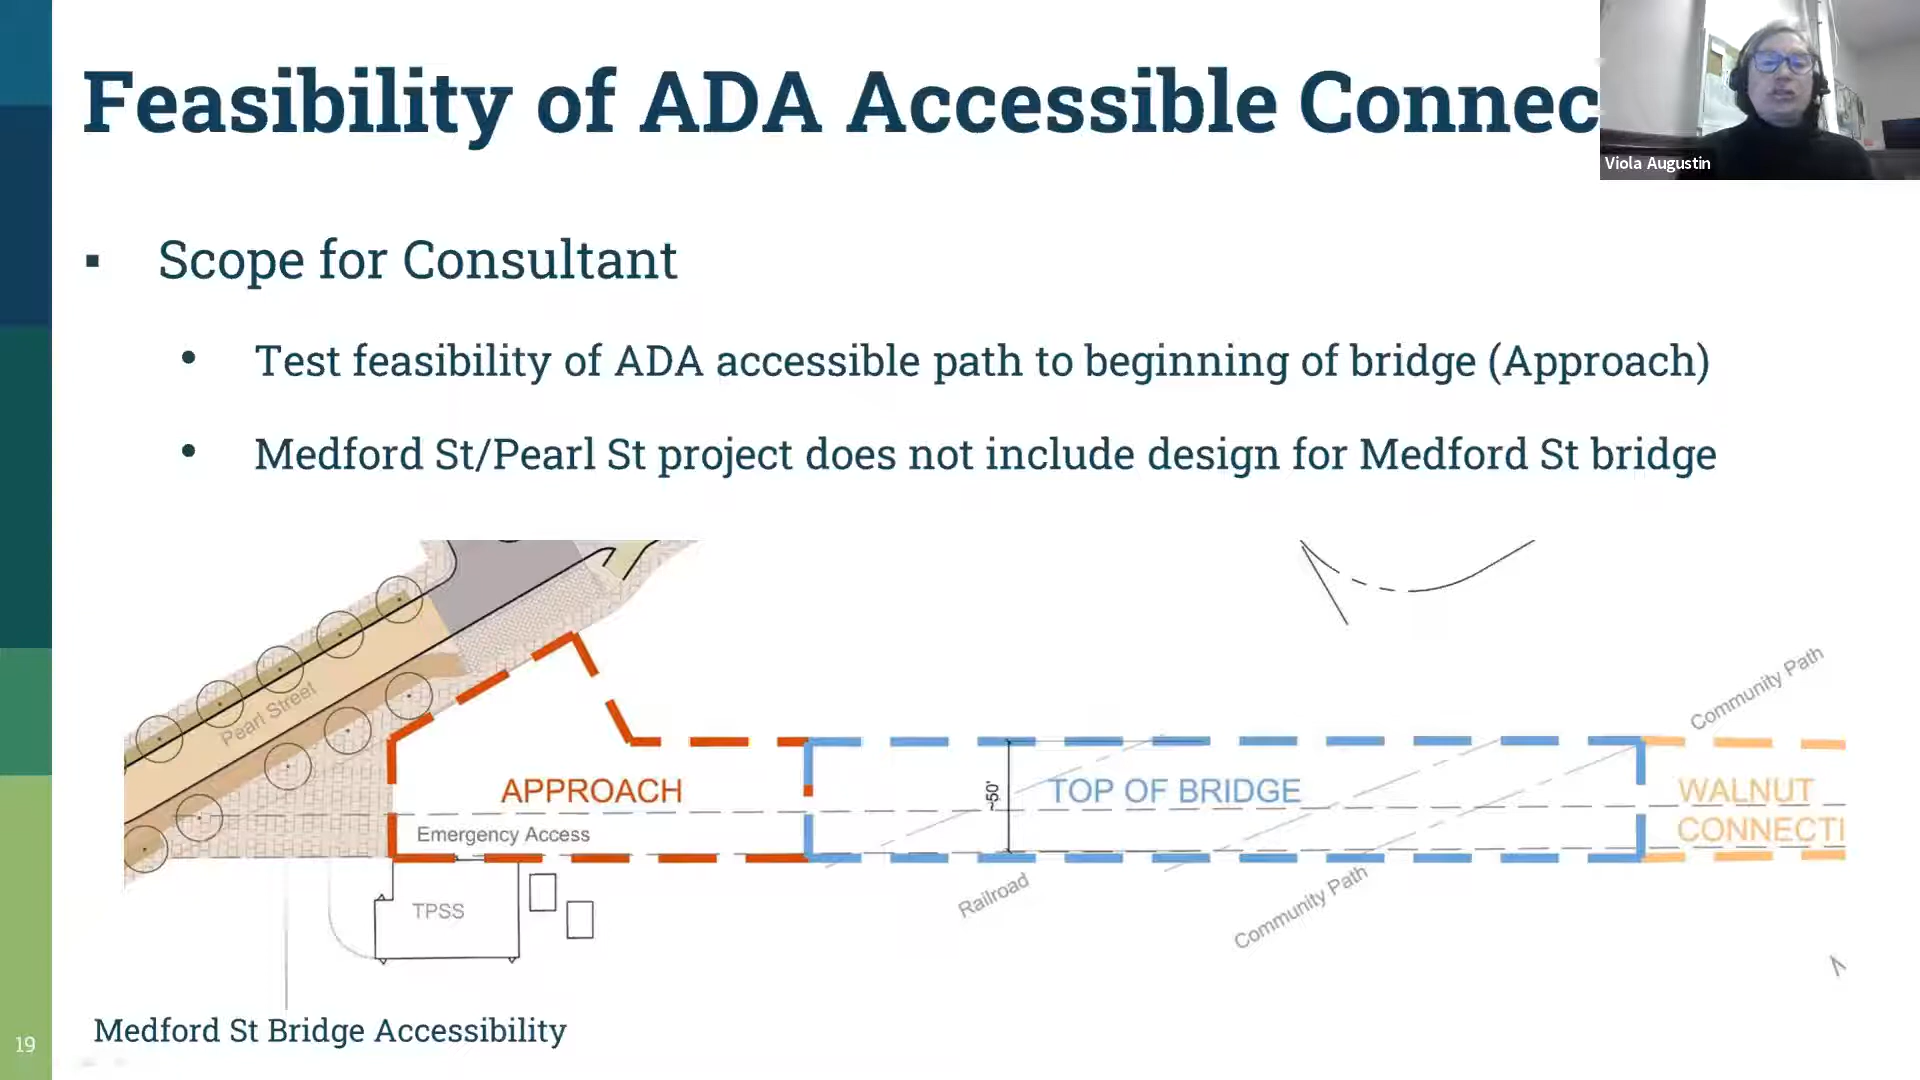 Feasibility of ADA Accessible Connec
Viola Augustin
▪ Scope for Consultant
• Test feasibility of ADA accessible path to beginning of bridge (Approach)
• Medford St/Pearl St project does not include design for Medford St bridge
Pearl Street
APPROACH
Emergency Access
TPSS
~50'
TOP OF BRIDGE
Railroad
Community Path
Community Path
WALNUT
CONNECTI
Medford St Bridge Accessibility
19